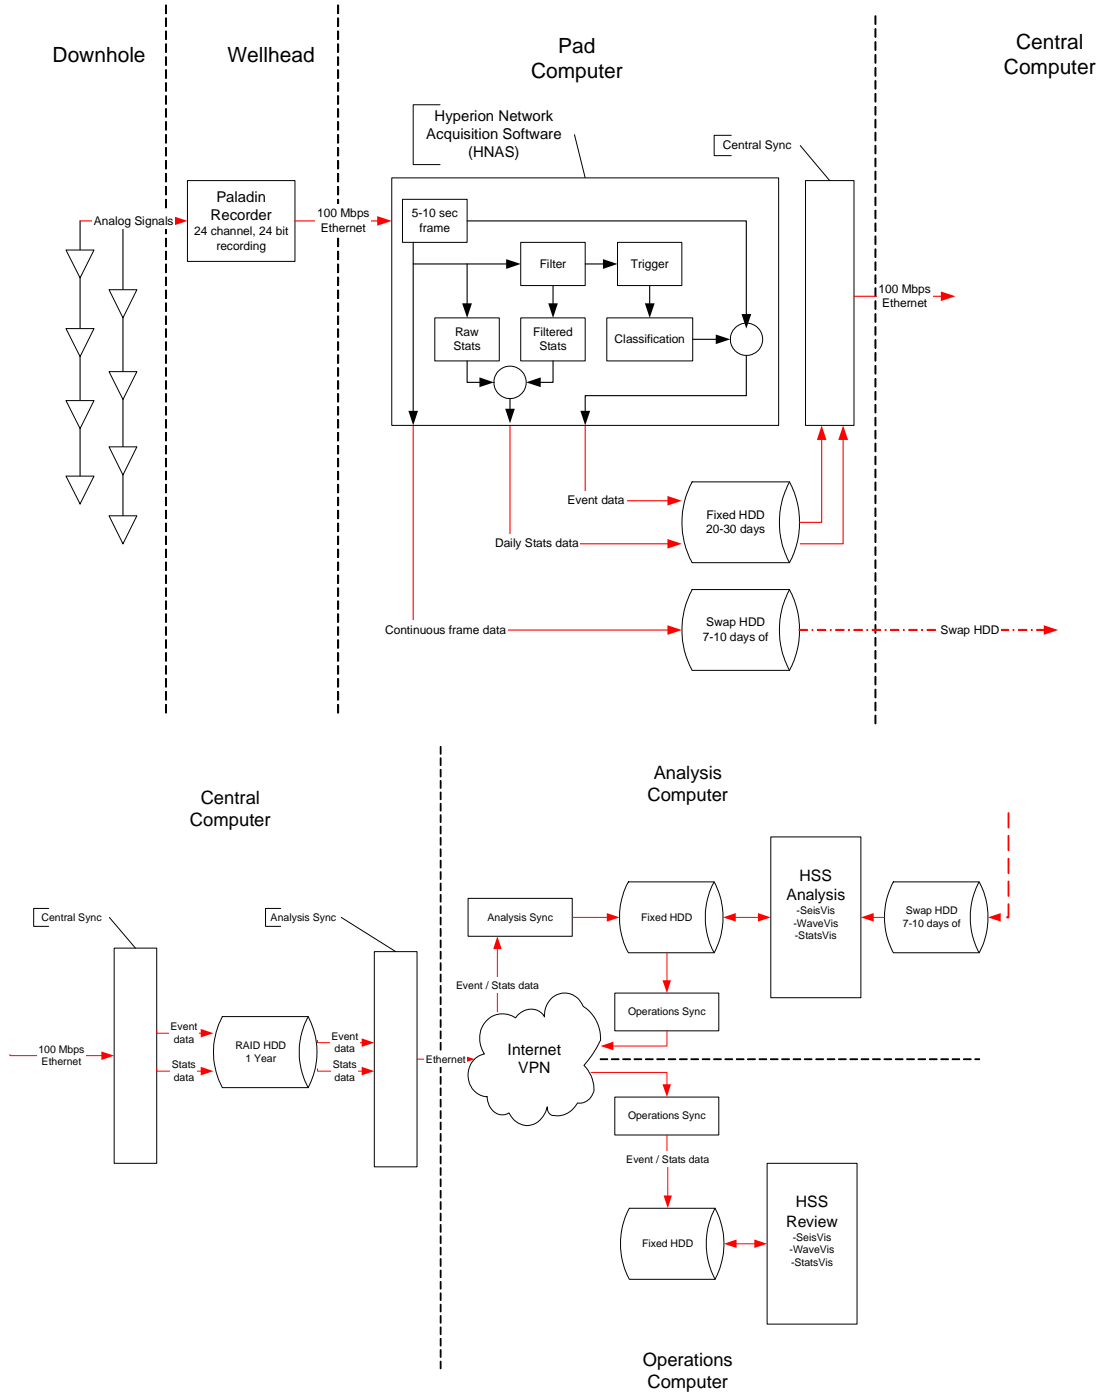 Downhole
Wellhead
Pad
Computer
Central
Computer
Hyperion Network
Acquisition Software
(HNAS)
Central Sync
Paladin
Recorder
24 channel, 24 bit
recording
Analog Signals
100 Mbps
Ethernet
5-10 sec
frame
Filter
Trigger
Raw
Stats
Filtered
Stats
Classification
100 Mbps
Ethernet
Event data
Fixed HDD
20-30 days
Daily Stats data
Continuous frame data
Swap HDD
7-10 days of
Swap HDD
Central
Computer
Analysis
Computer
Central Sync
Analysis Sync
Analysis Sync
Fixed HDD
HSS
Analysis
-SeisVis
-WaveVis
-StatsVis
Swap HDD
7-10 days of
Event / Stats data
Operations Sync
100 Mbps
Ethernet
Event
data
Stats
data
RAID HDD
1 Year
Event
data
Stats
data
Ethernet
Internet
VPN
Operations Sync
Event / Stats data
Fixed HDD
HSS
Review
-SeisVis
-WaveVis
-StatsVis
Operations
Computer